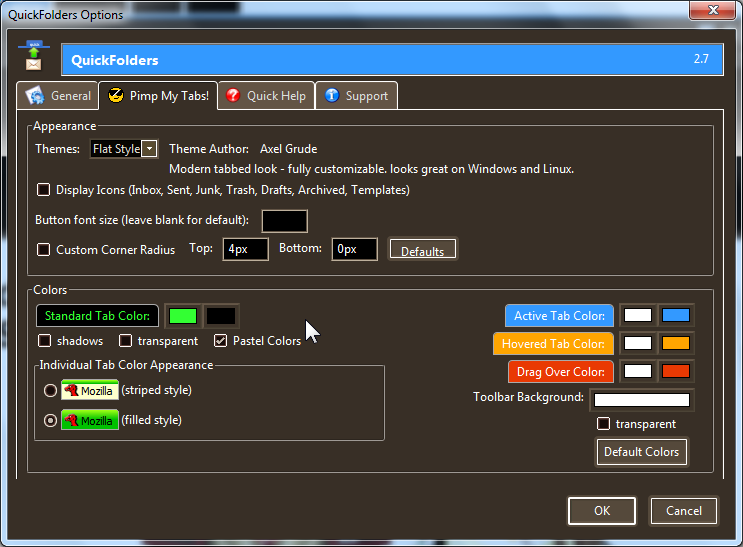 QuickFolders Options
QuickFolders 2.7
General Pimp My Tabs! Quick Help Support
Appearance
Themes: Flat Style Theme Author: Axel Grude
Modern tabbed look - fully customizable. looks great on Windows and Linux.
Display Icons (Inbox, Sent, Junk, Trash, Drafts, Archived, Templates)
Button font size (leave blank for default):
Custom Corner Radius Top: 4px Bottom: 0px Defaults
Colors
Standard Tab Color:
shadows transparent Pastel Colors
Individual Tab Color Appearance
Mozilla (striped style)
Mozilla (filled style)
Active Tab Color:
Hovered Tab Color:
Drag Over Color:
Toolbar Background:
transparent
Default Colors
OK Cancel